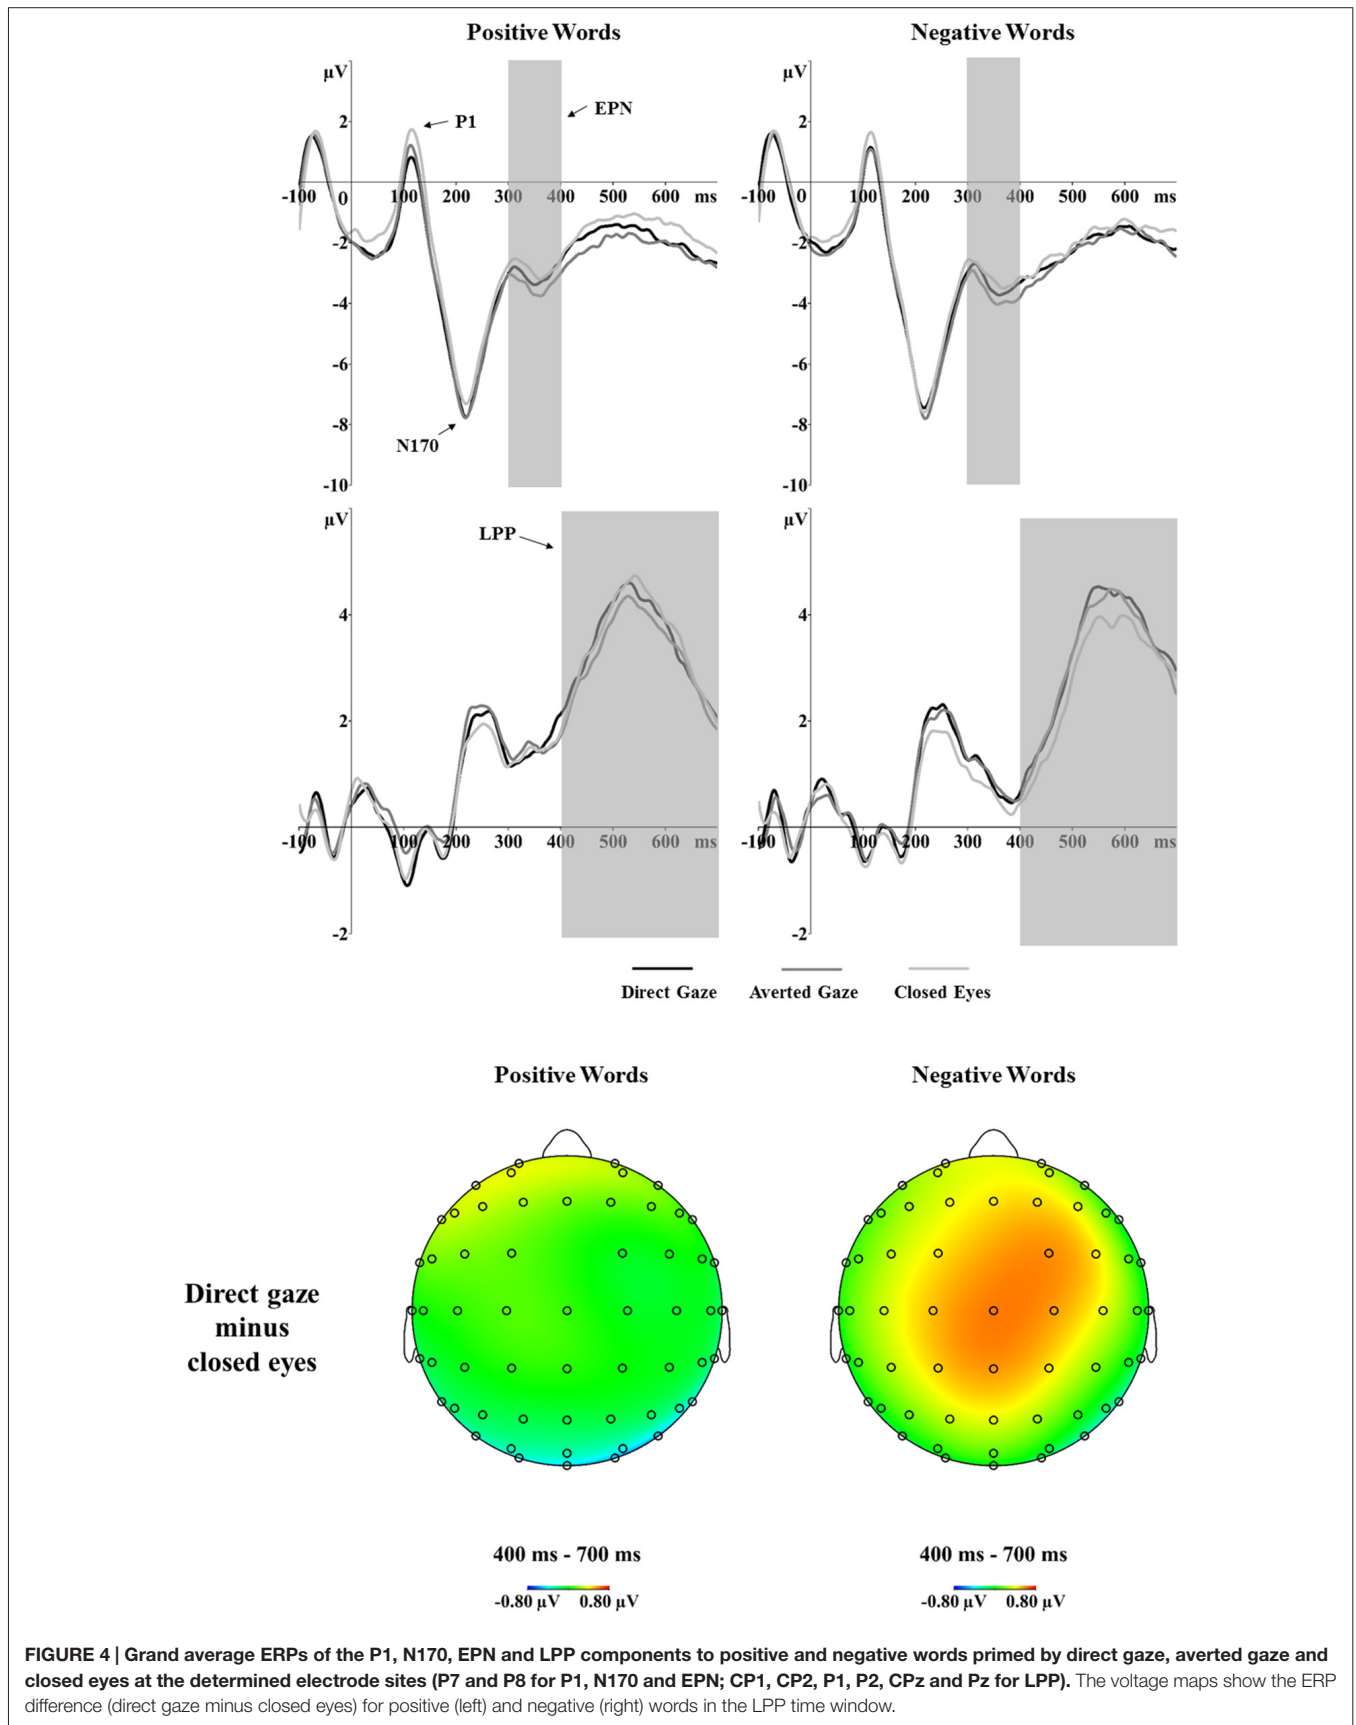 Positive Words
Negative Words
µV
2
0
-2
-4
-6
-8
-10
-100
100
200
300
400
500
600
ms
P1
EPN
N170
µV
2
0
-2
-4
-6
-8
-10
-100
100
200
300
400
500
600
ms
µV
4
2
-2
-100
100
200
300
400
500
600
ms
LPP
µV
4
2
-2
-100
100
200
300
400
500
600
ms
Direct Gaze
Averted Gaze
Closed Eyes
Positive Words
Negative Words
Direct gaze
minus
closed eyes
400 ms - 700 ms
400 ms - 700 ms
-0.80 µV 0.80 µV
-0.80 µV 0.80 µV
FIGURE 4 | Grand average ERPs of the P1, N170, EPN and LPP components to positive and negative words primed by direct gaze, averted gaze and
closed eyes at the determined electrode sites (P7 and P8 for P1, N170 and EPN; CP1, CP2, P1, P2, CPz and Pz for LPP). The voltage maps show the ERP
difference (direct gaze minus closed eyes) for positive (left) and negative (right) words in the LPP time window.